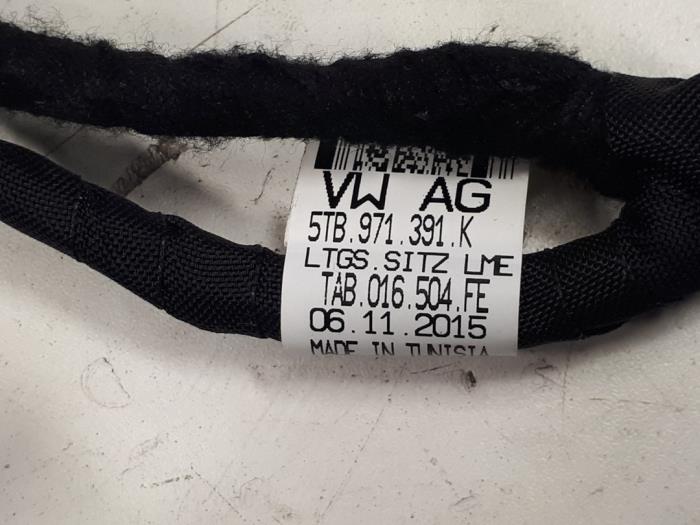 VW AG
5TB.971.391.K
LTGS.SITZ LME
TAB.016.504.FE
06.11.2015
MADE IN TUNISIA